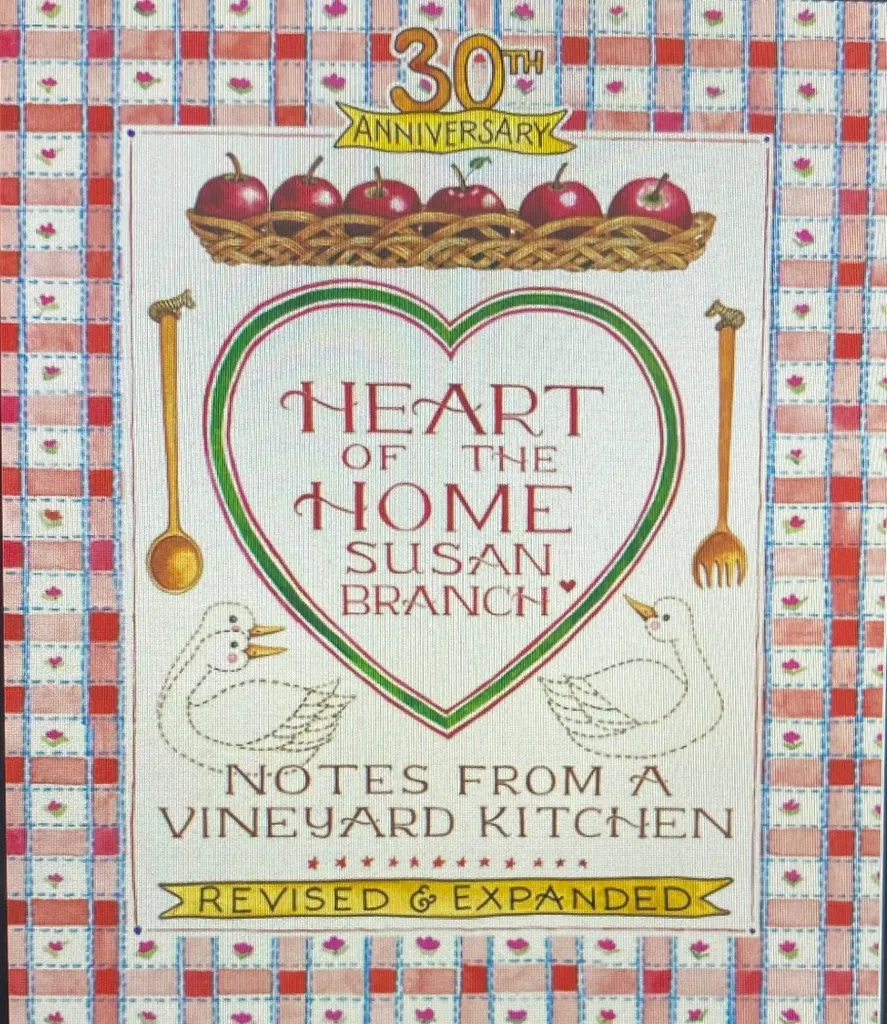 30TH
ANNIVERSARY
HEART
OF THE
HOME
SUSAN
BRANCH
NOTES FROM A
VINEYARD KITCHEN
REVISED & EXPANDED